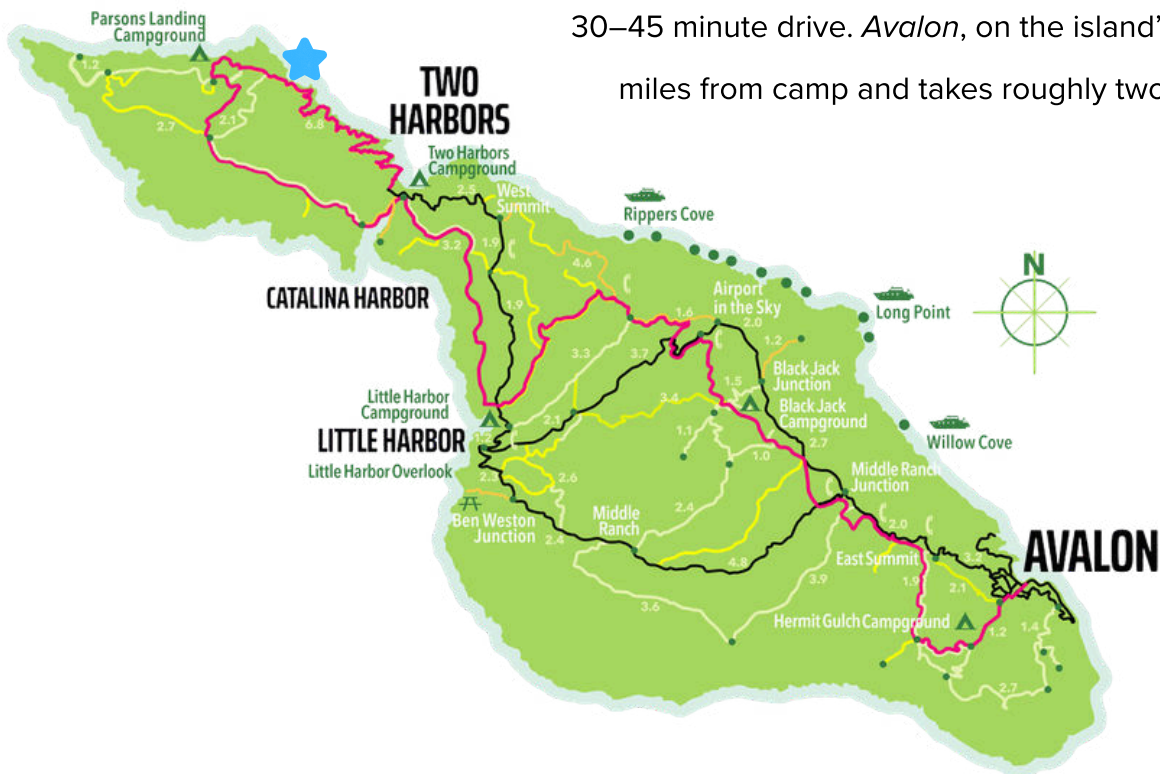 30–45 minute drive. Avalon, on the island’
miles from camp and takes roughly two
Parsons Landing
Campground
1.2
2.7
2.1
6.8
TWO
HARBORS
Two Harbors
Campground
2.5
West
Summit
Rippers Cove
3.2
1.9
4.6
CATALINA HARBOR
1.9
Airport
in the Sky
N
Long Point
1.6
2.0
1.2
3.3
3.7
Black Jack
Junction
1.5
Little Harbor
Campground
3.4
Black Jack
Campground
2.1
1.1
LITTLE HARBOR
1.2
2.7
Willow Cove
1.0
Little Harbor Overlook
2.6
Middle Ranch
Junction
Ben Weston
Junction
2.4
Middle
Ranch
2.4
2.0
AVALON
4.8
East Summit
3.2
3.9
1.9
2.1
3.6
Hermit Gulch Campground
1.2
1.4
2.7